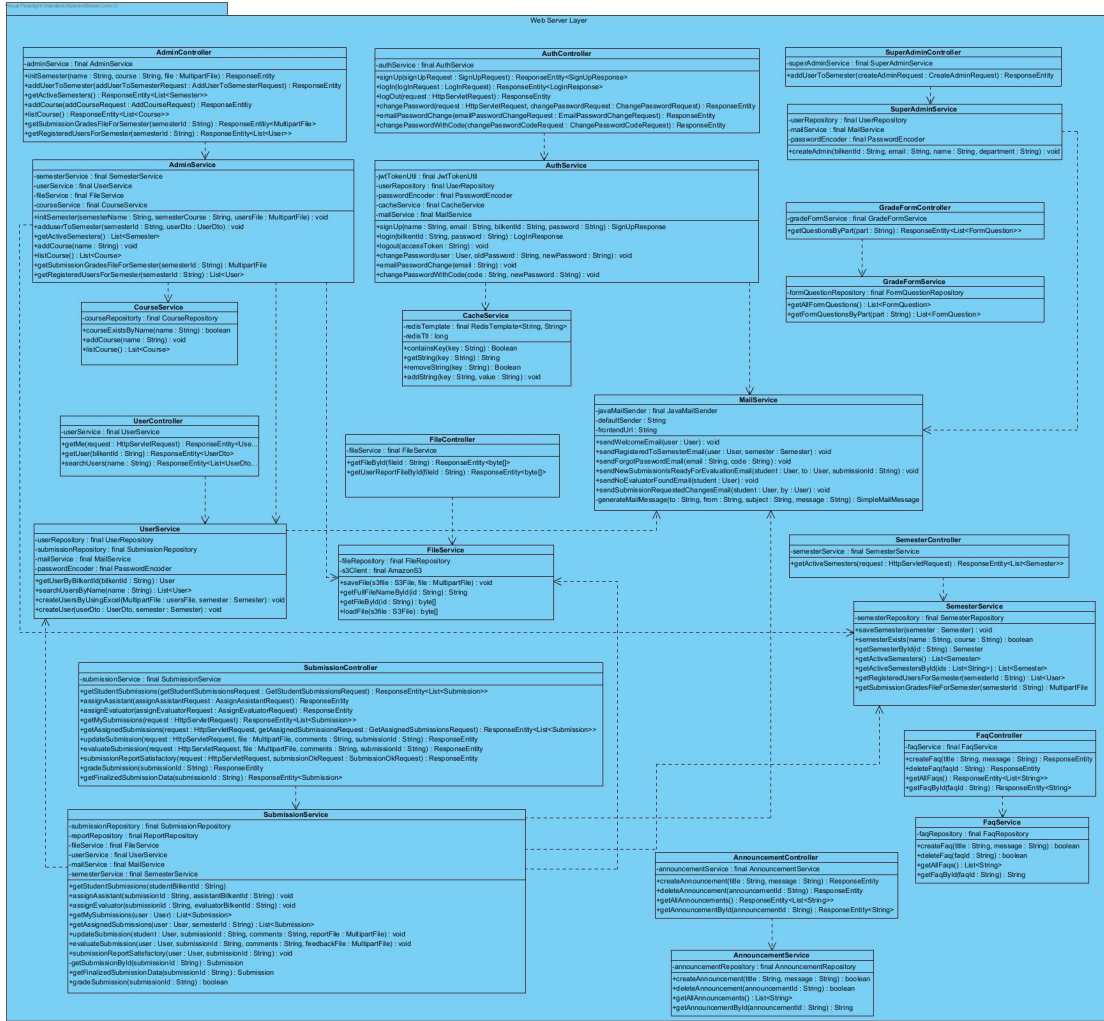 Web Server Layer
AdminController
-adminService : final AdminService
+initSemester(name : String, course : String, file : MultipartFile) : ResponseEntity
+addUserToSemester(addUserToSemesterRequest : AddUserToSemesterRequest) : ResponseEntity
+getActiveSemesters() : ResponseEntity<List<Semester>>
+addCourse(addCourseRequest : AddCourseRequest) : ResponseEntity
+listCourse() : ResponseEntity<List<Course>>
+getSubmissionGradesFileForSemester(semesterId : String) : ResponseEntity<MultipartFile>
+getRegisteredUsersForSemester(semesterId : String) : ResponseEntity<List<User>>
AuthController
-authService : final AuthService
+signUp(signUpRequest : SignUpRequest) : ResponseEntity<SignUpResponse>
+logIn(logInRequest : LogInRequest) : ResponseEntity<LogInResponse>
+logOut(request : HttpServletRequest) : ResponseEntity
+changePassword(request : HttpServletRequest, changePasswordRequest : ChangePasswordRequest) : ResponseEntity
+emailPasswordChange(emailPasswordChangeRequest : EmailPasswordChange) : ResponseEntity
+changePasswordWithCode(changePasswordCodeRequest : ChangePasswordCodeRequest) : ResponseEntity
SuperAdminController
-superAdminService : final SuperAdminService
+addUserToSemester(createAdminRequest : CreateAdminRequest) : ResponseEntity
SuperAdminService
-userRepository : final UserRepository
-mailService : final MailService
-passwordEncoder : final PasswordEncoder
+createAdmin(bilkentId : String, email : String, name : String, department : String) : void
AdminService
-semesterService : final SemesterService
-userService : final UserService
-fileService : final FileService
-courseService : final CourseService
+initSemester(semesterName : String, semesterCourse : String, usersFile : MultipartFile) : void
+adduserToSemester(semesterId : String, userDto : UserDto) : void
+getActiveSemesters() : List<Semester>
+addCourse(name : String) : void
+listCourse() : List<Course>
+getSubmissionGradesFileForSemester(semesterId : String) : MultipartFile
+getRegisteredUsersForSemester(semesterId : String) : List<User>
AuthService
-jwtTokenUtil : final JwtTokenUtil
-userRepository : final UserRepository
-passwordEncoder : final PasswordEncoder
-cacheService : final CacheService
-mailService : final MailService
+signUp(name : String, email : String, bilkentId : String, password : String) : SignUpResponse
+login(bilkentId : String, password : String) : LogInResponse
+logout(accessToken : String) : void
+changePassword(user : User, oldPassword : String, newPassword : String) : void
+emailPasswordChange(email : String) : void
+changePasswordWithCode(code : String, newPassword : String) : void
GradeFormController
-gradeFormService : final GradeFormService
+getQuestionsByPart(part : String) : ResponseEntity<List<FormQuestion>>
GradeFormService
-formQuestionRepository : final FormQuestionRepository
+getAllFormQuestions() : List<FormQuestion>
+getFormQuestionsByPart(part : String) : List<FormQuestion>
CourseService
-courseRepositorty : final CourseRepository
+courseExistsByName(name : String) : boolean
+addCourse(name : String) : void
+listCourse() : Lsit<Course>
CacheService
-redisTemplate : final RedisTemplate<String, String>
-redisTtl : long
+containsKey(key : String) : Boolean
+getString(key : String) : String
+removeString(key : String) : Boolean
+addString(key : String, value : String) : void
MailService
-javaMailSender : final JavaMailSender
-defaultSender : String
-frontendUrl : String
+sendWelcomeEmail(user : User) : void
+sendRegisteredToSemesterEmail(user : User, semester : Semester) : void
+sendForgotPasswordEmail(email : String, code : String) : void
+sendNewSubmissionIsReadyForEvaluationEmail(student : User, to : User, submissionId : String) : void
+sendNoEvaluatorFoundEmail(student : User) : void
+sendSubmissionRequestedChangesEmail(student : User, by : User) : void
-generateMailMessage(to : String, from : String, subject : String, message : String) : SimpleMailMessage
UserController
-userService : final UserService
+getMe(request : HttpServletRequest) : ResponseEntity<Use...
+getUser(bilkentId : String) : ResponseEntity<UserDto>
+searchUsers(name : String) : ResponseEntity<List<UserDto...
FileController
-fileService : final FileService
+getFileById(fileId : String) : ResponseEntity<byte[]>
+getUserReportFileById(fileId : String) : ResponseEntity<byte[]>
UserService
-userRepository : final UserRepository
-submissionRepository : final SubmissionRepository
-mailService : final MailService
-passwordEncoder : final PasswordEncoder
+getUserByBilkentId(bilkentId : String) : User
+searchUsersByName(name : String) : List<User>
+createUsersByUsingExcel(MultipartFile : usersFile, semester : Semester) : void
+createUser(userDto : UserDto, semester : Semester) : void
FileService
-fileRepository : final FileRepository
-s3Client : final AmazonS3
+saveFile(s3file : S3File, file : MultipartFile) : void
+getFullFileNameById(id : String) : String
+getFileById(id : String) : byte[]
+loadFile(s3file : S3File) : byte[]
SemesterController
-semesterService : final SemesterService
+getActiveSemesters(request : HttpServletRequest) : ResponseEntity<List<Semester>>
SemesterService
-semesterRepository : final SemesterRepository
+saveSemester(semester : Semester) : void
+semesterExists(name : String, course : String) : boolean
+getSemesterById(id : String) : Semester
+getActiveSemesters() : List<Semester>
+getActiveSemestersById(ids : List<String>) : List<Semester>
+getRegisteredUsersForSemester(semesterId : String) : List<User>
+getSubmissionGradesFileForSemester(semesterId : String) : MultipartFile
SubmissionController
-submissionService : final SubmissionService
+getStudentSubmissions(getStudentSubmissionsRequest : GetStudentSubmissionsRequest) : ResponseEntity<List<Submission>>
+assignAssistant(assignAssistantRequest : AssignAssistantRequest) : ResponseEntity
+assignEvaluator(assignEvaluatorRequest : AssignEvaluatorRequest) : ResponseEntity
+getMySubmissions(request : HttpServletRequest) : ResponseEntity<List<Submission>>
+getAssignedSubmissions(request : HttpServletRequest, getAssignedSubmissionsRequest : GetAssignedSubmissionsRequest) : ResponseEntity<List<Submission>>
+updateSubmission(request : HttpServletRequest, file : MultipartFile, comments : String, submissionId : String) : ResponseEntity
+evaluateSubmission(request : HttpServletRequest, file : MultipartFile, comments : String, submissionId : String) : ResponseEntity
+submissionReportSatisfactory(request : HttpServletRequest, submissionOkRequest : SubmissionOkRequest) : ResponseEntity
+gradeSubmission(submissionId : String) : ResponseEntity
+getFinalizedSubmissionData(submissionId : String) : ResponseEntity<Submission>
FaqController
-faqService : final FaqService
+createFaq(title : String, message : String) : ResponseEntity
+deleteFaq(faqId : String) : ResponseEntity
+getAllFaqs() : ResponseEntity<List<String>>
+getFaqById(faqId : String) : ResponseEntity<String>
SubmissionService
-submissionRepository : final SubmissionRepository
-reportRepository : final ReportRepository
-fileService : final FileService
-userService : final UserService
-mailService : final MailService
-semesterService : final SemesterService
+getStudentSubmissions(studentBilkentId : String)
+assignAssistant(submissionId : String, assistantBilkentId : String) : void
+assignEvaluator(submissionId : String, evaluatorBilkentId : String) : void
+getMySubmissions(user : User) : List<Submission>
+getAssignedSubmissions(user : User, semesterId : String) : List<Submission>
+updateSubmission(student : User, submissionId : String, comments : String, reportFile : MultipartFile) : void
+evaluateSubmission(user : User, submissionId : String, comments : String, feedbackFile : MultipartFile) : void
+submissionReportSatisfactory(user : User, submissionId : String) : void
-getSubmissionById(submissionId : String) : Submission
+getFinalizedSubmissionData(submissionId : String) : Submission
+gradeSubmission(submissionId : String) : boolean
FaqService
-faqRepository : final FaqRepository
+createFaq(title : String, message : String) : boolean
+deleteFaq(faqId : String) : boolean
+getAllFaqs() : List<String>
+getFaqById(faqId : String) : String
AnnouncementController
-announcementService : final AnnouncementService
+createAnnouncement(title : String, message : String) : ResponseEntity
+deleteAnnouncement(announcementId : String) : ResponseEntity
+getAllAnnouncements() : ResponseEntity<List<String>>
+getAnnouncementById(announcementId : String) : ResponseEntity<String>
AnnouncementService
-announcementRepository : final AnnouncementRepository
+createAnnouncement(title : String, message : String) : boolean
+deleteAnnouncement(announcementId : String) : boolean
+getAllAnnouncements() : List<String>
+getAnnouncementById(announcementId : String) : String